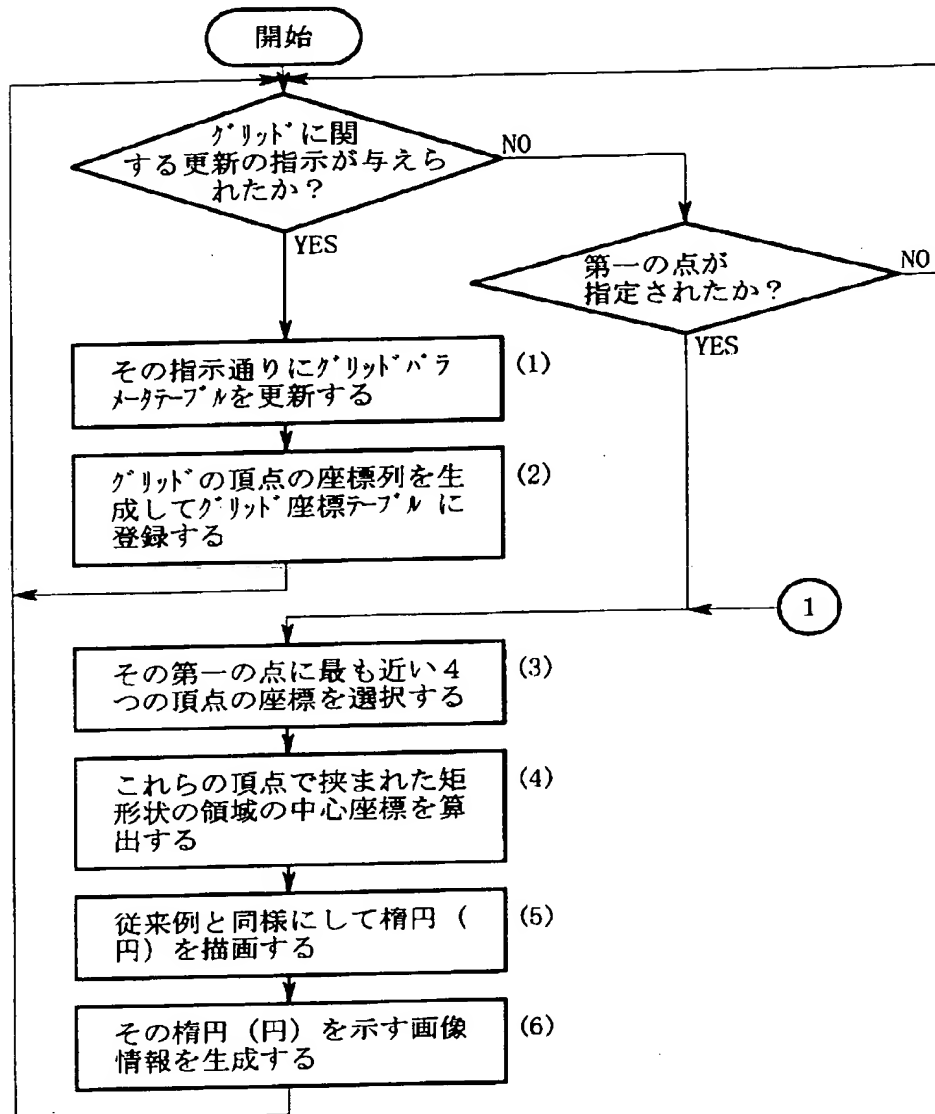 開始
グリッドに関
する更新の指示が与えら
れたか？
NO
YES
第一の点が
指定されたか？
NO
YES
その指示通りにグリッドパラ
メータテーブルを更新する
(1)
グリッドの頂点の座標列を生
成してグリッド座標テーブルに
登録する
(2)
1
その第一の点に最も近い４
つの頂点の座標を選択する
(3)
これらの頂点で挟まれた矩
形状の領域の中心座標を算
出する
(4)
従来例と同様にして楕円（
円）を描画する
(5)
その楕円（円）を示す画像
情報を生成する
(6)